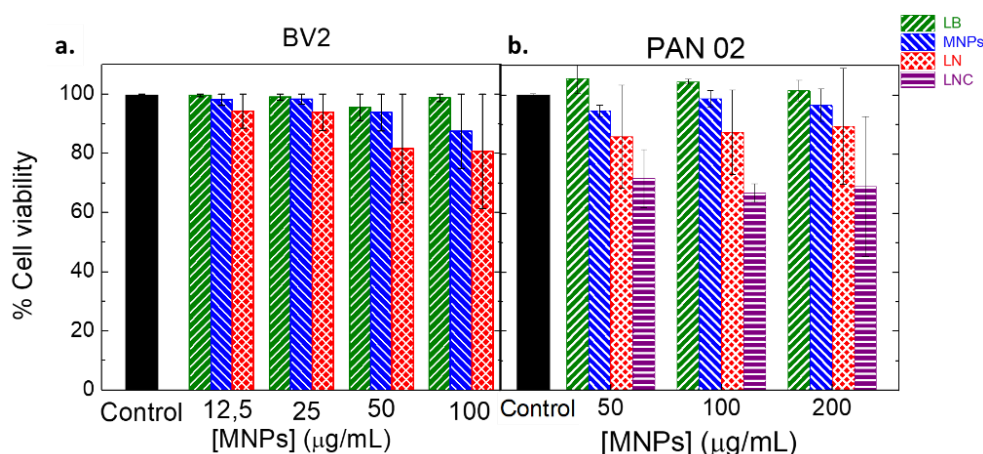 a.
BV2
b.
PAN 02
LB
MNPs
LN
LNC
% Cell viability
100
80
60
40
20
0
Control
12,5
25
50
100
[MNPs] (μg/mL)
Control
50
100
200
[MNPs] (μg/mL)